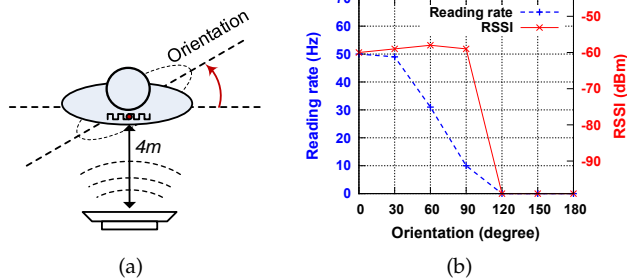 Orientation
4m
(a)
70
60
50
40
30
20
10
0
Reading rate (Hz)
Reading rate
RSSI
-50
-60
-70
-80
-90
RSSI (dBm)
0 30 60 90 120 150 180
Orientation (degree)
(b)